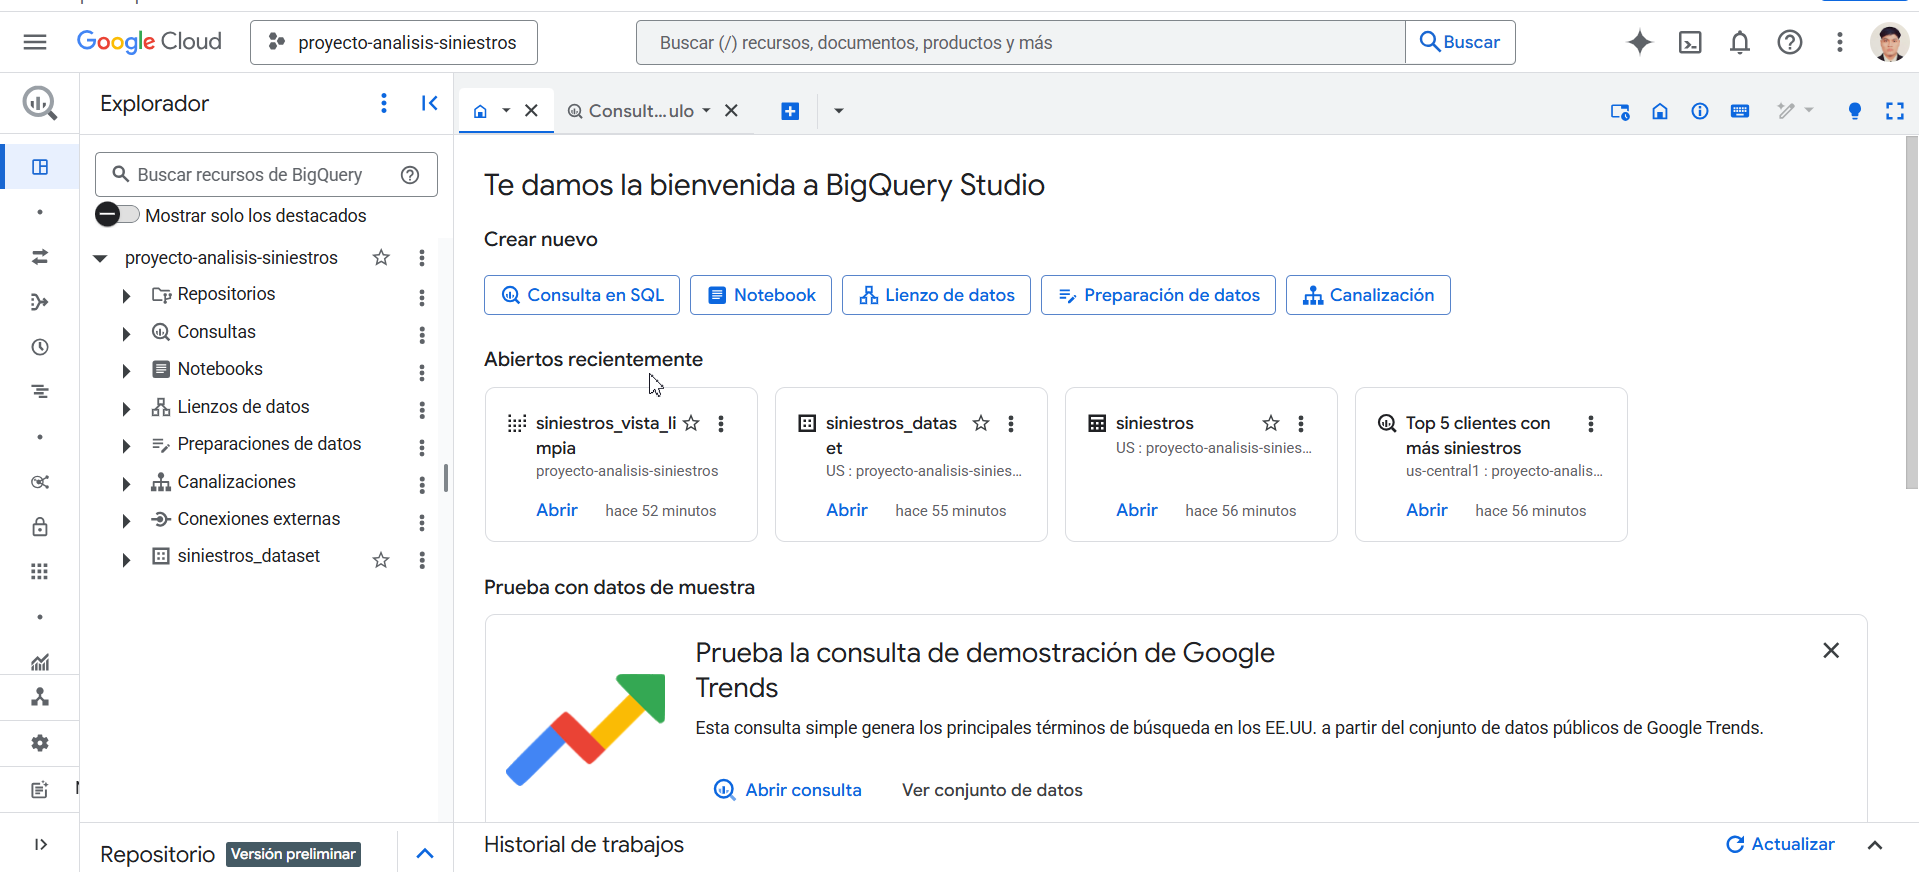 Google Cloud
proyecto-analisis-siniestros
Buscar (/) recursos, documentos, productos y más
Buscar
Explorador
Consult... ulo
Buscar recursos de BigQuery
Mostrar solo los destacados
proyecto-analisis-siniestros
Repositorios
Consultas
Notebooks
Lienzos de datos
Preparaciones de datos
Canalizaciones
Conexiones externas
siniestros_dataset
Repositorio
Versión preliminar
Te damos la bienvenida a BigQuery Studio
Crear nuevo
Consulta en SQL
Notebook
Lienzo de datos
Preparación de datos
Canalización
Abiertos recientemente
siniestros_vista_li
mpia
proyecto-analisis-siniestros
Abrir
hace 52 minutos
siniestros_datas
et
US : proyecto-analisis-sinies...
Abrir
hace 55 minutos
siniestros
US : proyecto-analisis-sinies...
Abrir
hace 56 minutos
Top 5 clientes con
más siniestros
us-central1 : proyecto-analis...
Abrir
hace 56 minutos
Prueba con datos de muestra
Prueba la consulta de demostración de Google
Trends
Esta consulta simple genera los principales términos de búsqueda en los EE.UU. a partir del conjunto de datos públicos de Google Trends.
Abrir consulta
Ver conjunto de datos
Historial de trabajos
Actualizar